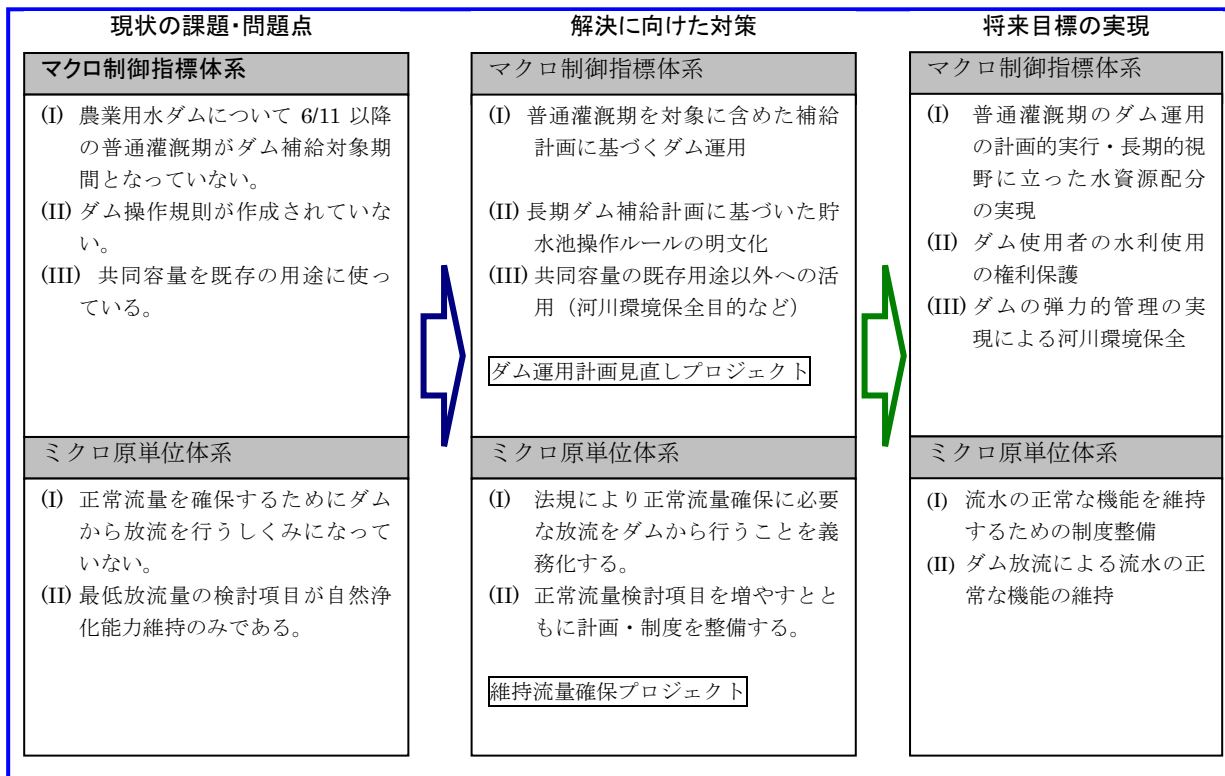 現状の課題・問題点
マクロ制御指標体系
(I) 農業用水ダムについて 6/11 以降
の普通灌漑期がダム補給対象期
間となっていない。
(II) ダム操作規則が作成されていな
い。
(III) 共同容量を既存の用途に使っ
ている。
ミクロ原単位体系
(I) 正常流量を確保するためにダム
から放流を行うしくみになって
いない。
(II) 最低放流量の検討項目が自然浄
化能力維持のみである。
解決に向けた対策
マクロ制御指標体系
(I) 普通灌漑期を対象に含めた補給
計画に基づくダム運用
(II) 長期ダム補給計画に基づいた貯
水池操作ルールの明文化
(III) 共同容量の既存用途以外への活
用（河川環境保全目的など）
ダム運用計画見直しプロジェクト
ミクロ原単位体系
(I) 法規により正常流量確保に必要
な放流をダムから行うことを義
務化する。
(II) 正常流量検討項目を増やすとと
もに計画・制度を整備する。
維持流量確保プロジェクト
将来目標の実現
マクロ制御指標体系
(I) 普通灌漑期のダム運用
の計画的実行・長期的視
野に立った水資源配分
の実現
(II) ダム使用者の水利使用
の権利保護
(III) ダムの弾力的管理の実
現による河川環境保全
ミクロ原単位体系
(I) 流水の正常な機能を維持
するための制度整備
(II) ダム放流による流水の正
常な機能の維持